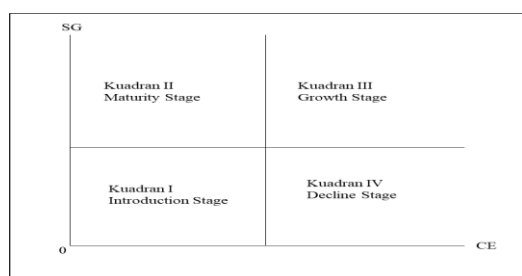 SG
Kuadran II
Maturity Stage
Kuadran III
Growth Stage
Kuadran I
Introduction Stage
Kuadran IV
Decline Stage
0
CE